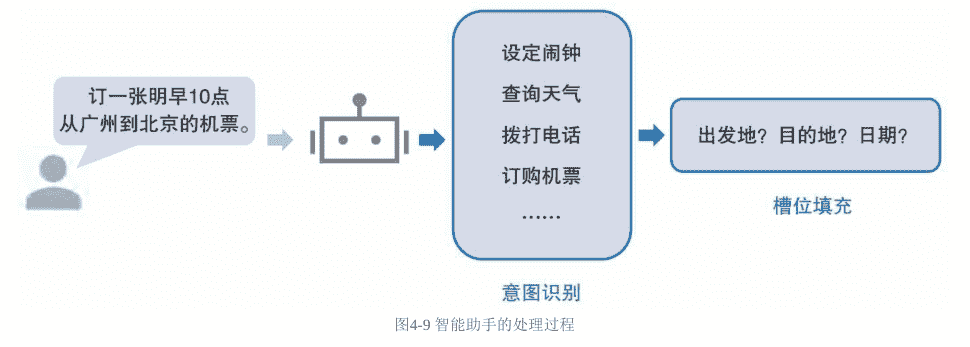 订一张明早10点
从广州到北京的机票。
设定闹钟
查询天气
拨打电话
订购机票
……
意图识别
出发地？目的地？日期？
槽位填充
图4-9 智能助手的处理过程